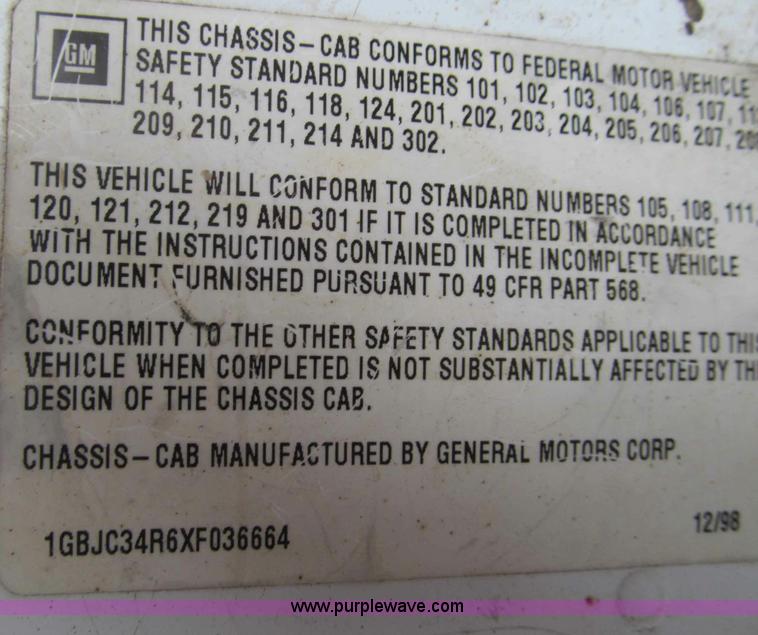 GM
THIS CHASSIS-CAB CONFORMS TO FEDERAL MOTOR VEHICLE
SAFETY STANDARD NUMBERS 101, 102, 103, 104, 106, 107,
114, 115, 116, 118, 124, 201, 202, 203, 204, 205, 206, 207,
209, 210, 211, 214 AND 302.
THIS VEHICLE WILL CONFORM TO STANDARD NUMBERS 105, 108, 111,
120, 121, 212, 219 AND 301 IF IT IS COMPLETED IN ACCORDANCE
WITH THE INSTRUCTIONS CONTAINED IN THE INCOMPLETE VEHICLE
DOCUMENT FURNISHED PURSUANT TO 49 CFR PART 568.
CONFORMITY TO THE OTHER SAFETY STANDARDS APPLICABLE TO THIS
VEHICLE WHEN COMPLETED IS NOT SUBSTANTIALLY AFFECTED BY TH
DESIGN OF THE CHASSIS CAB.
CHASSIS-CAB MANUFACTURED BY GENERAL MOTORS CORP.
12/98
1GBJC34R6XF036664
www.purplewave.com